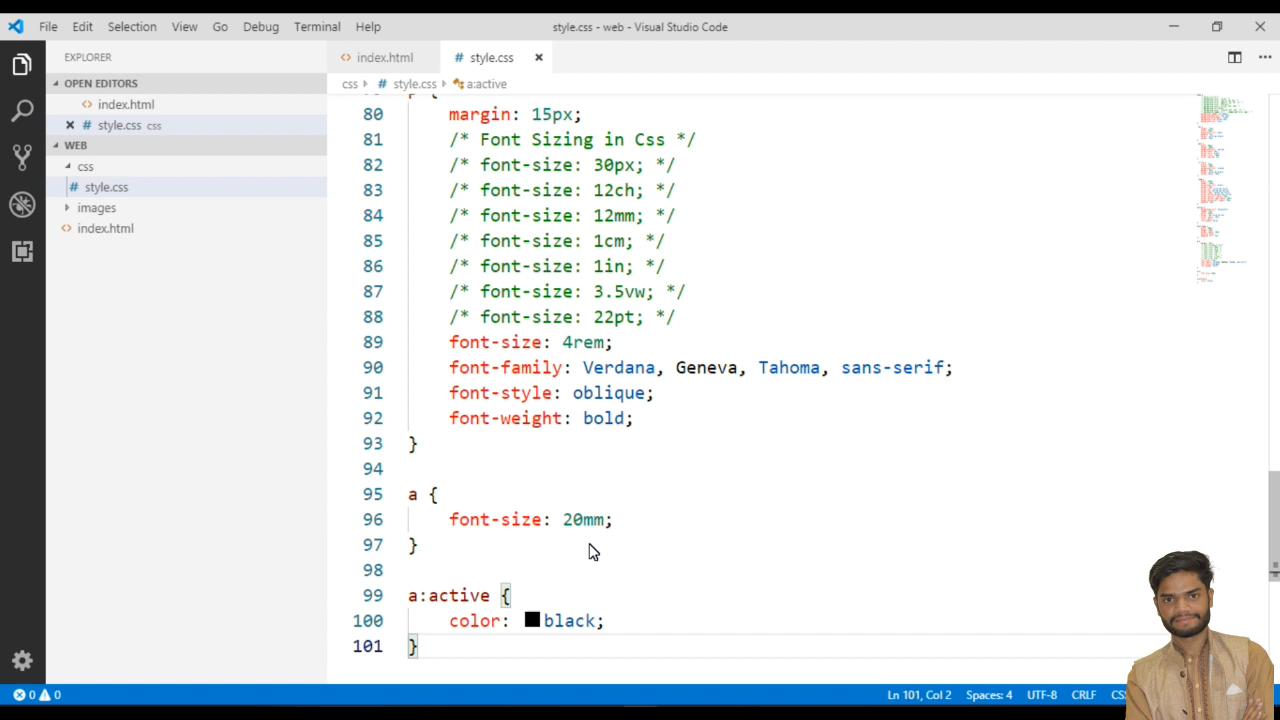 File Edit Selection View Go Debug Terminal Help style.css - web - Visual Studio Code
EXPLORER
OPEN EDITORS
index.html
style.css css
WEB
css
style.css
images
index.html
index.html style.css
css style.css a:active
80 margin: 15px;
81 /* Font Sizing in Css */
82 /* font-size: 30px; */
83 /* font-size: 12ch; */
84 /* font-size: 12mm; */
85 /* font-size: 1cm; */
86 /* font-size: 1in; */
87 /* font-size: 3.5vw; */
88 /* font-size: 22pt; */
89 font-size: 4rem;
90 font-family: Verdana, Geneva, Tahoma, sans-serif;
91 font-style: oblique;
92 font-weight: bold;
93 }
94
95 a {
96 font-size: 20mm;
97 }
98
99 a:active {
100 color: black;
101 }
0 0 Ln 101, Col 2 Spaces: 4 UTF-8 CRLF